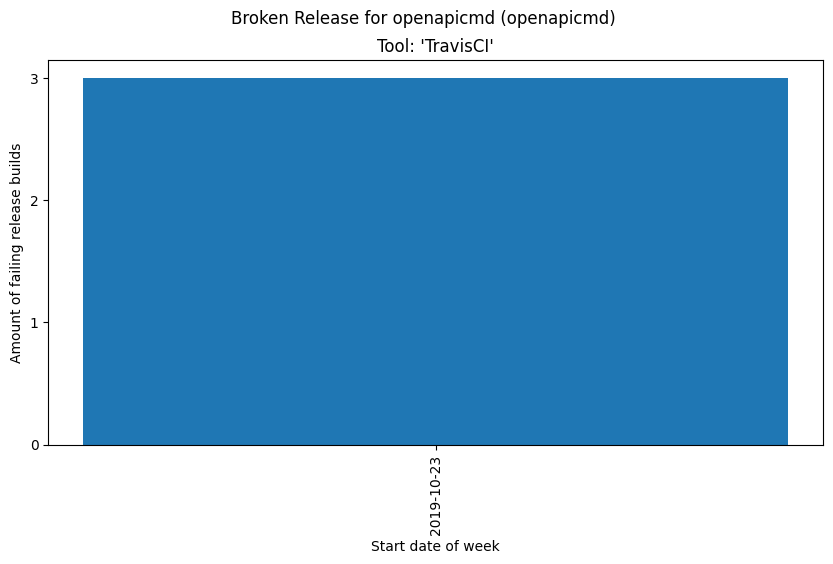 Broken Release for openapicmd (openapicmd)
Tool: 'TravisCI'
Amount of failing release builds
3
2
1
0
2019-10-23
Start date of week